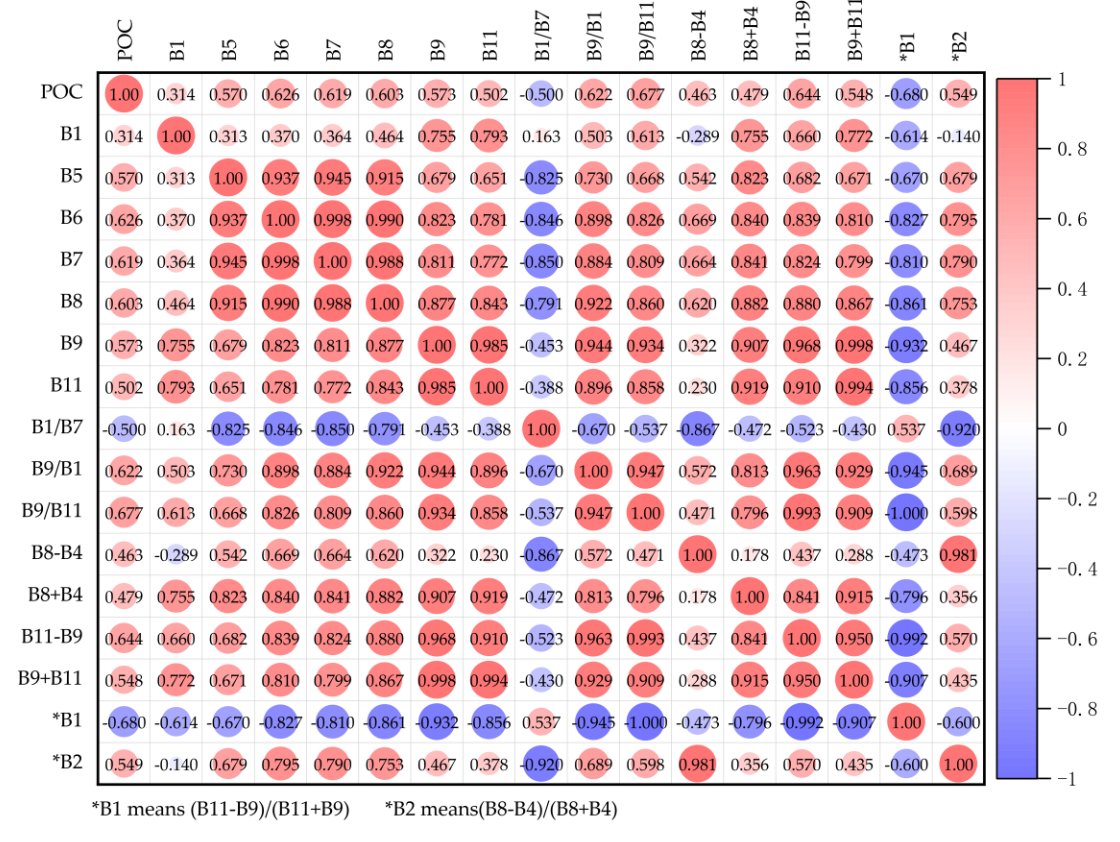 POC B1 B5 B6 B7 B8 B9 B11 B1/B7 B9/B1 B9/B11 B8-B4 B8+B4 B11-B9 B9+B11 *B1 *B2
POC 1.00 0.314 0.570 0.626 0.619 0.603 0.573 0.502 -0.500 0.622 0.677 0.463 0.479 0.644 0.548 -0.680 0.549
B1 0.314 1.00 0.313 0.370 0.364 0.464 0.755 0.793 0.163 0.503 0.613 -0.289 0.755 0.660 0.772 -0.614 -0.140
B5 0.570 0.313 1.00 0.937 0.945 0.915 0.679 0.651 -0.825 0.730 0.668 0.542 0.823 0.682 0.671 -0.670 0.679
B6 0.626 0.370 0.937 1.00 0.998 0.990 0.823 0.781 -0.846 0.898 0.826 0.669 0.840 0.839 0.810 -0.827 0.795
B7 0.619 0.364 0.945 0.998 1.00 0.988 0.811 0.772 -0.850 0.884 0.809 0.664 0.841 0.824 0.799 -0.810 0.790
B8 0.603 0.464 0.915 0.990 0.988 1.00 0.877 0.843 -0.791 0.922 0.860 0.620 0.882 0.880 0.867 -0.861 0.753
B9 0.573 0.755 0.679 0.823 0.811 0.877 1.00 0.985 -0.453 0.944 0.934 0.322 0.907 0.968 0.998 -0.932 0.467
B11 0.502 0.793 0.651 0.781 0.772 0.843 0.985 1.00 -0.388 0.896 0.858 0.230 0.919 0.910 0.994 -0.856 0.378
B1/B7 -0.500 0.163 -0.825 -0.846 -0.850 -0.791 -0.453 -0.388 1.00 -0.670 -0.537 -0.867 -0.472 -0.523 -0.430 0.537 -0.920
B9/B1 0.622 0.503 0.730 0.898 0.884 0.922 0.944 0.896 -0.670 1.00 0.947 0.572 0.813 0.963 0.929 -0.945 0.689
B9/B11 0.677 0.613 0.668 0.826 0.809 0.860 0.934 0.858 -0.537 0.947 1.00 0.471 0.796 0.993 0.909 -1.000 0.598
B8-B4 0.463 -0.289 0.542 0.669 0.664 0.620 0.322 0.230 -0.867 0.572 0.471 1.00 0.178 0.437 0.288 -0.473 0.981
B8+B4 0.479 0.755 0.823 0.840 0.841 0.882 0.907 0.919 -0.472 0.813 0.796 0.178 1.00 0.841 0.915 -0.796 0.356
B11-B9 0.644 0.660 0.682 0.839 0.824 0.880 0.968 0.910 -0.523 0.963 0.993 0.437 0.841 1.00 0.950 -0.992 0.570
B9+B11 0.548 0.772 0.671 0.810 0.799 0.867 0.998 0.994 -0.430 0.929 0.909 0.288 0.915 0.950 1.00 -0.907 0.435
*B1 -0.680 -0.614 -0.670 -0.827 -0.810 -0.861 -0.932 -0.856 0.537 -0.945 -1.000 -0.473 -0.796 -0.992 -0.907 1.00 -0.600
*B2 0.549 -0.140 0.679 0.795 0.790 0.753 0.467 0.378 -0.920 0.689 0.598 0.981 0.356 0.570 0.435 -0.600 1.00
1
0.8
0.6
0.4
0.2
0
-0.2
-0.4
-0.6
-0.8
-1
*B1 means (B11-B9)/(B11+B9) *B2 means(B8-B4)/(B8+B4)